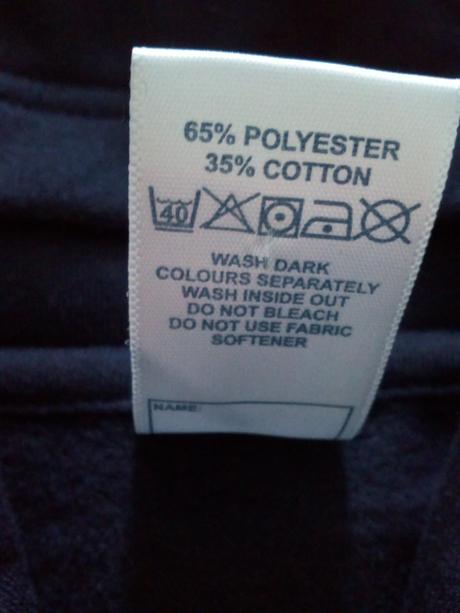 65% POLYESTER
35% COTTON
40
WASH DARK
COLOURS SEPARATELY
WASH INSIDE OUT
DO NOT BLEACH
DO NOT USE FABRIC
SOFTENER
NAME: